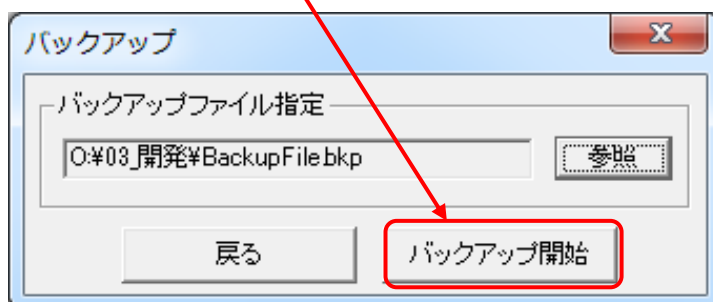 バックアップ
バックアップファイル指定
O:¥03_開発¥BackupFile.bkp
参照
戻る
バックアップ開始